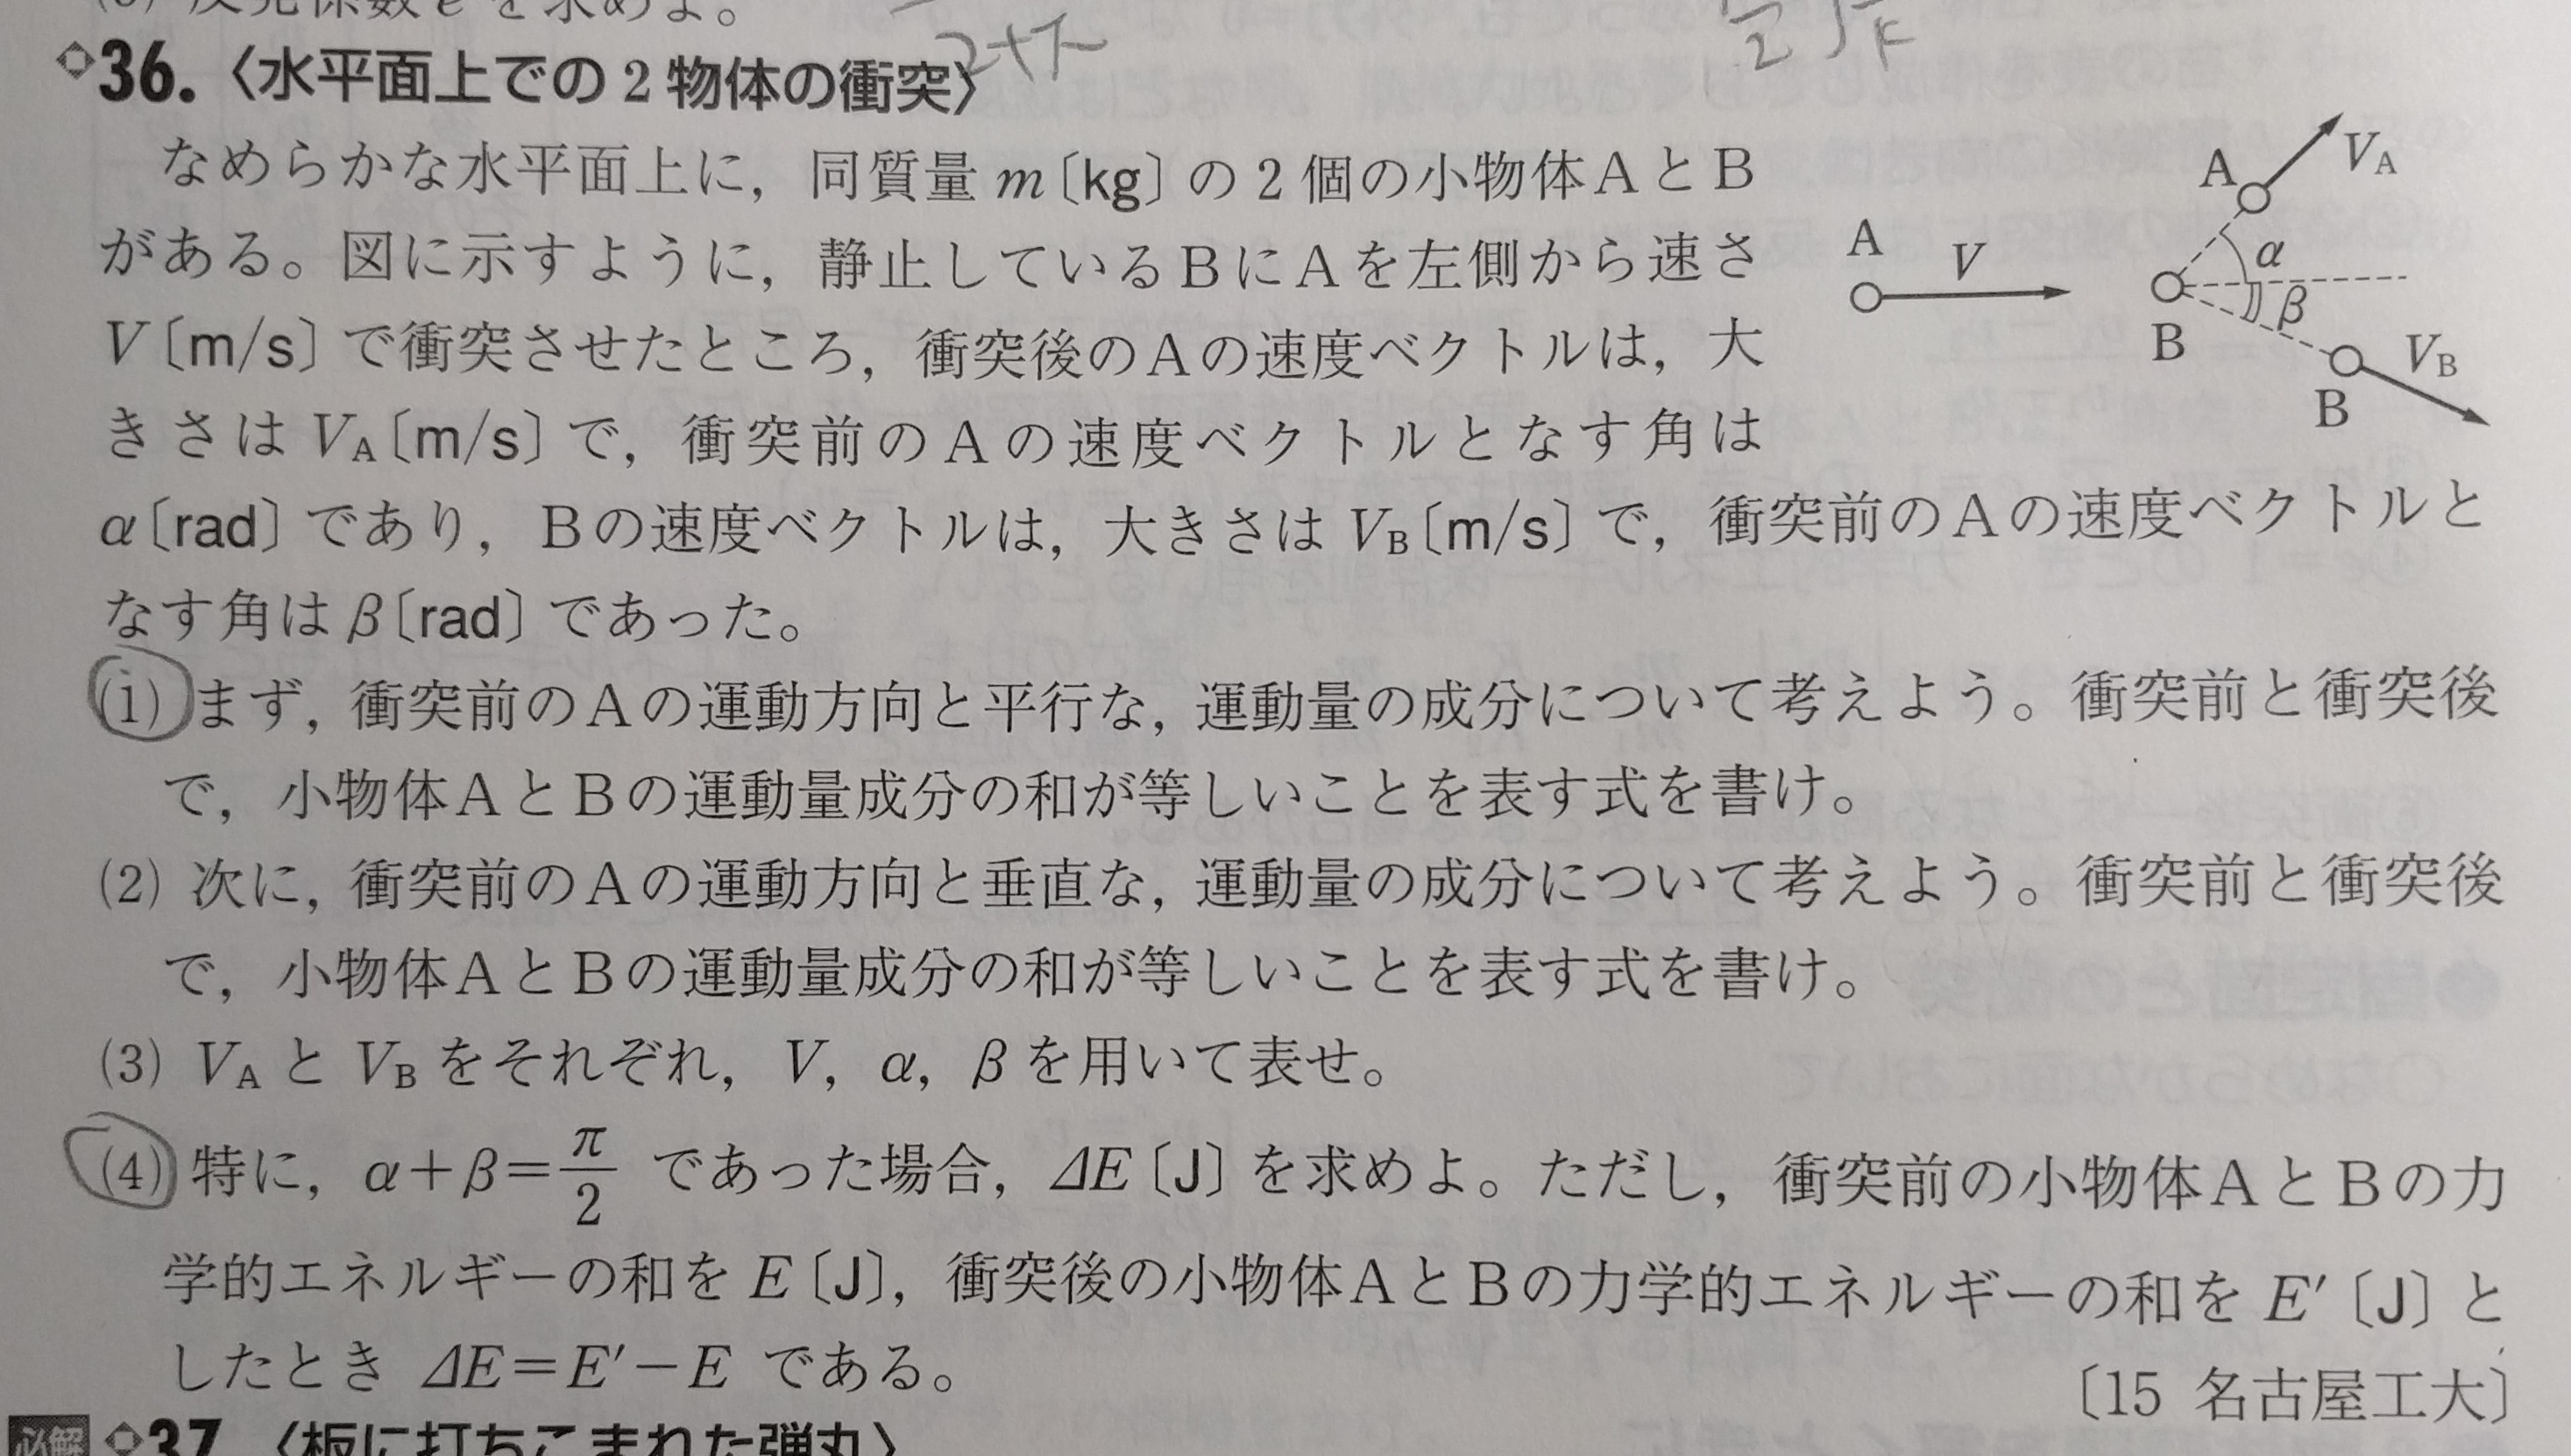 (6) 反発係数 e を求めよ。
2+k
36.〈水平面上での 2 物体の衝突〉
なめらかな水平面上に，同質量 m〔kg〕の 2 個の小物体AとB
がある。図に示すように，静止しているBにAを左側から速さ
V〔m/s〕で衝突させたところ，衝突後のAの速度ベクトルは，大
きさは VA〔m/s〕で，衝突前のAの速度ベクトルとなす角は
α〔rad〕であり，Bの速度ベクトルは，大きさは VB〔m/s〕で，衝突前のAの速度ベクトルと
なす角は β〔rad〕であった。
A
V
A
VA
α
β
B
VB
B
(1) まず，衝突前のAの運動方向と平行な，運動量の成分について考えよう。衝突前と衝突後
で，小物体AとBの運動量成分の和が等しいことを表す式を書け。
(2) 次に，衝突前のAの運動方向と垂直な，運動量の成分について考えよう。衝突前と衝突後
で，小物体AとBの運動量成分の和が等しいことを表す式を書け。
(3) VA と VB をそれぞれ，V，α，β を用いて表せ。
(4) 特に，α＋β＝π/2 であった場合，ΔE〔J〕を求めよ。ただし，衝突前の小物体AとBの力
学的エネルギーの和を E〔J〕，衝突後の小物体AとBの力学的エネルギーの和を E′〔J〕と
したとき ΔE＝E′－E である。
〔15 名古屋工大〕
必解 37.〈板に打ちこまれた弾丸〉